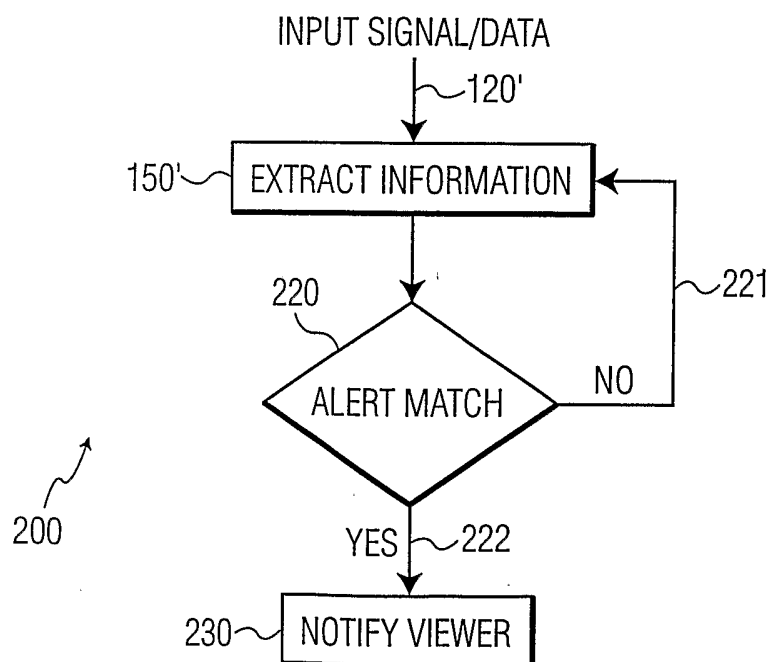 INPUT SIGNAL/DATA
120'
150'
EXTRACT INFORMATION
221
220
ALERT MATCH
NO
200
YES
222
230
NOTIFY VIEWER